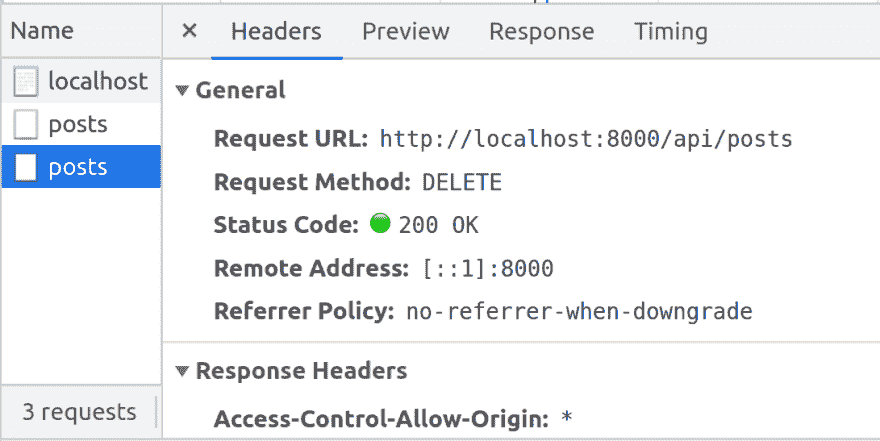 Name
× Headers Preview Response Timing
localhost
posts
posts
▼ General
Request URL: http://localhost:8000/api/posts
Request Method: DELETE
Status Code: 200 OK
Remote Address: [::1]:8000
Referrer Policy: no-referrer-when-downgrade
▼ Response Headers
Access-Control-Allow-Origin: *
3 requests